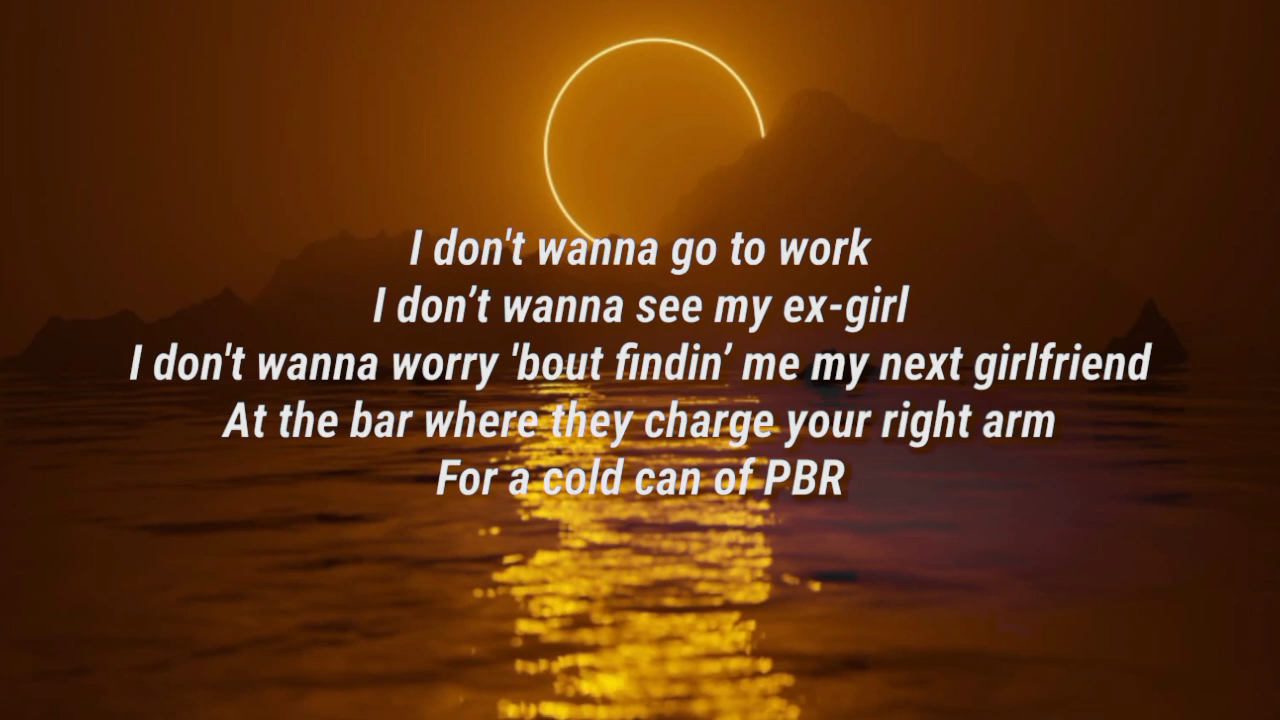 I don't wanna go to work
I don’t wanna see my ex-girl
I don't wanna worry 'bout findin’ me my next girlfriend
At the bar where they charge your right arm
For a cold can of PBR